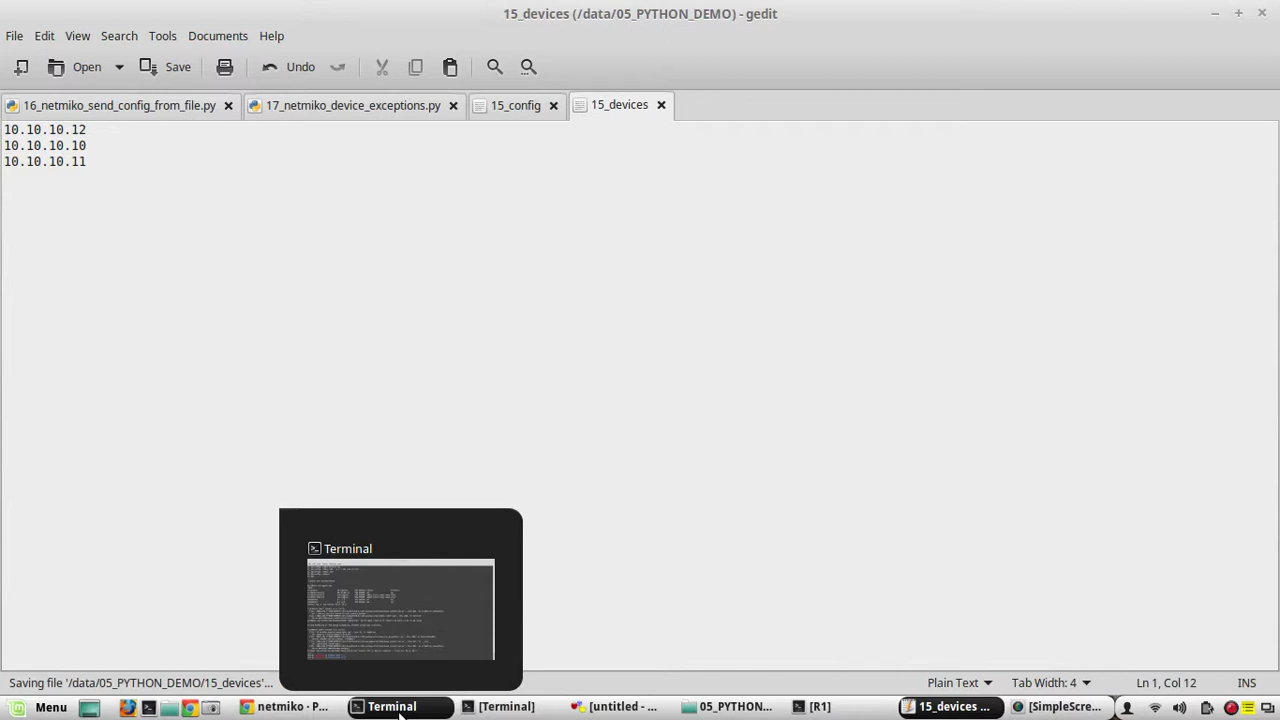 15_devices (/data/05_PYTHON_DEMO) - gedit
File Edit View Search Tools Documents Help
Open Save Undo
16_netmiko_send_config_from_file.py 17_netmiko_device_exceptions.py 15_config 15_devices
10.10.10.12
10.10.10.10
10.10.10.11
Terminal
Saving file '/data/05_PYTHON_DEMO/15_devices'... Plain Text Tab Width: 4 Ln 1, Col 12 INS
Menu netmiko · P... Terminal [Terminal] [untitled - ... 05_PYTHON... [R1] 15_devices ... [Simple...